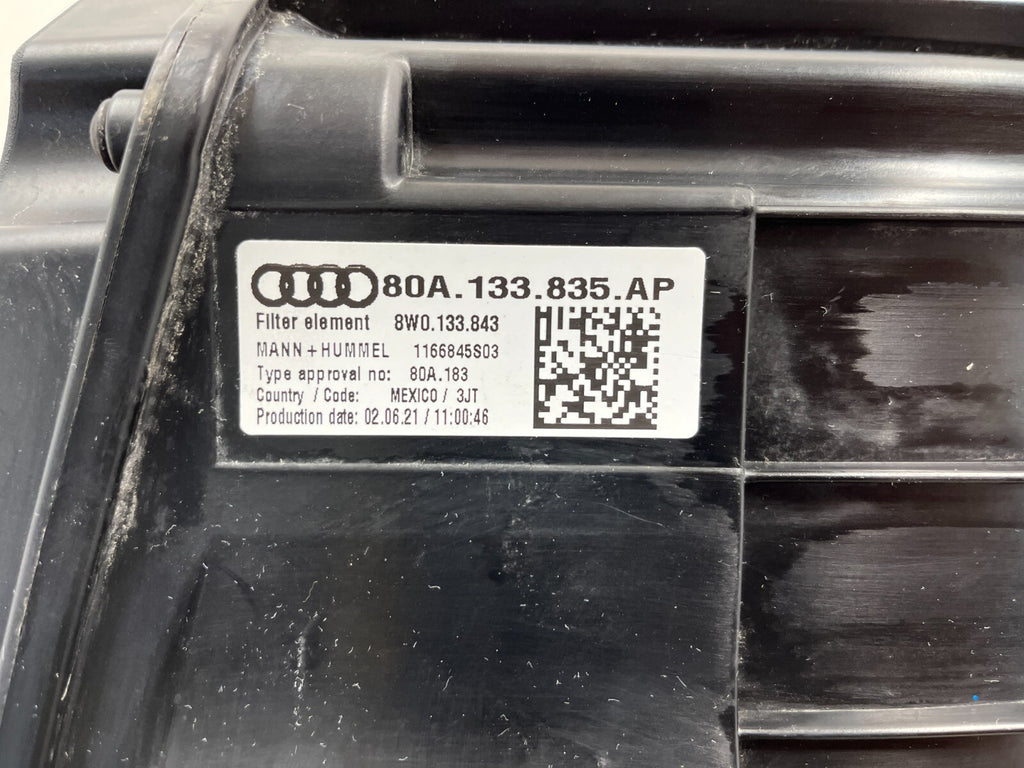 80A.133.835.AP
Filter element 8W0.133.843
MANN+HUMMEL 1166845S03
Type approval no: 80A.183
Country / Code: MEXICO / 3JT
Production date: 02.06.21 / 11:00:46